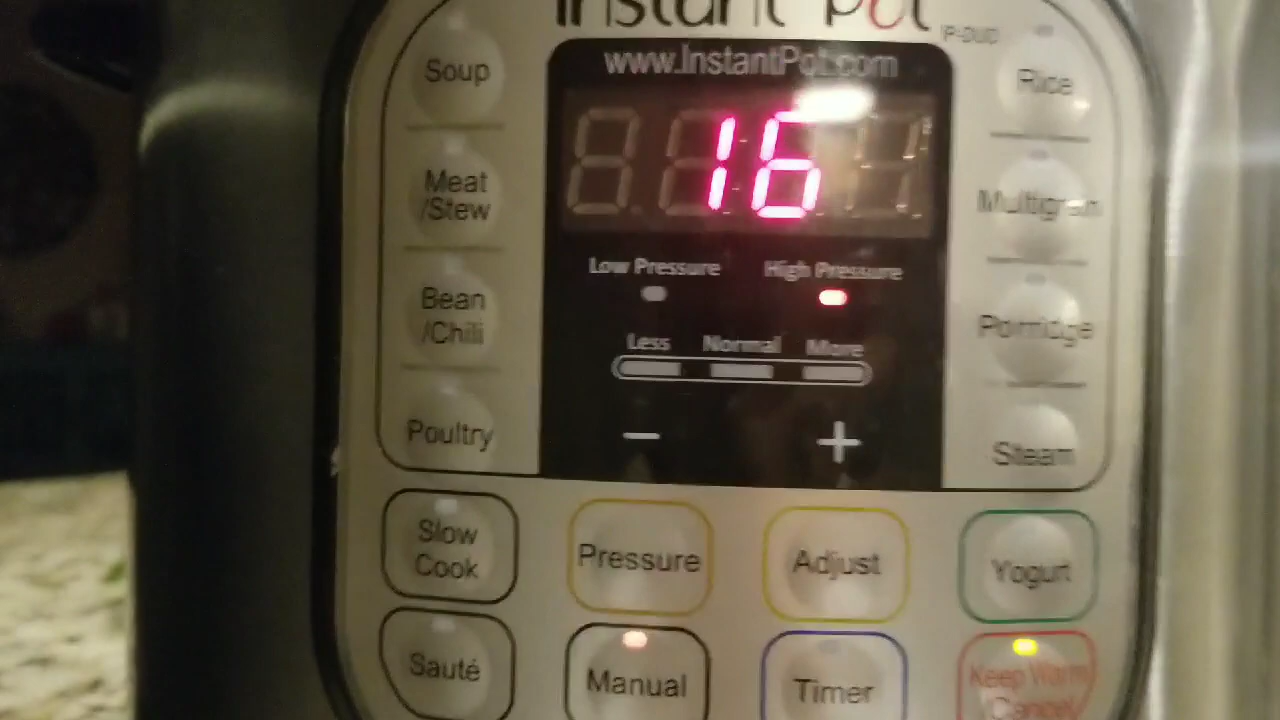 Instant Pot
IP-DUO
www.InstantPot.com
16
Low Pressure
High Pressure
Less
Normal
More
−
+
Soup
Meat
/Stew
Bean
/Chili
Poultry
Rice
Multigrain
Porridge
Steam
Slow
Cook
Pressure
Adjust
Yogurt
Sauté
Manual
Timer
Keep Warm
/Cancel